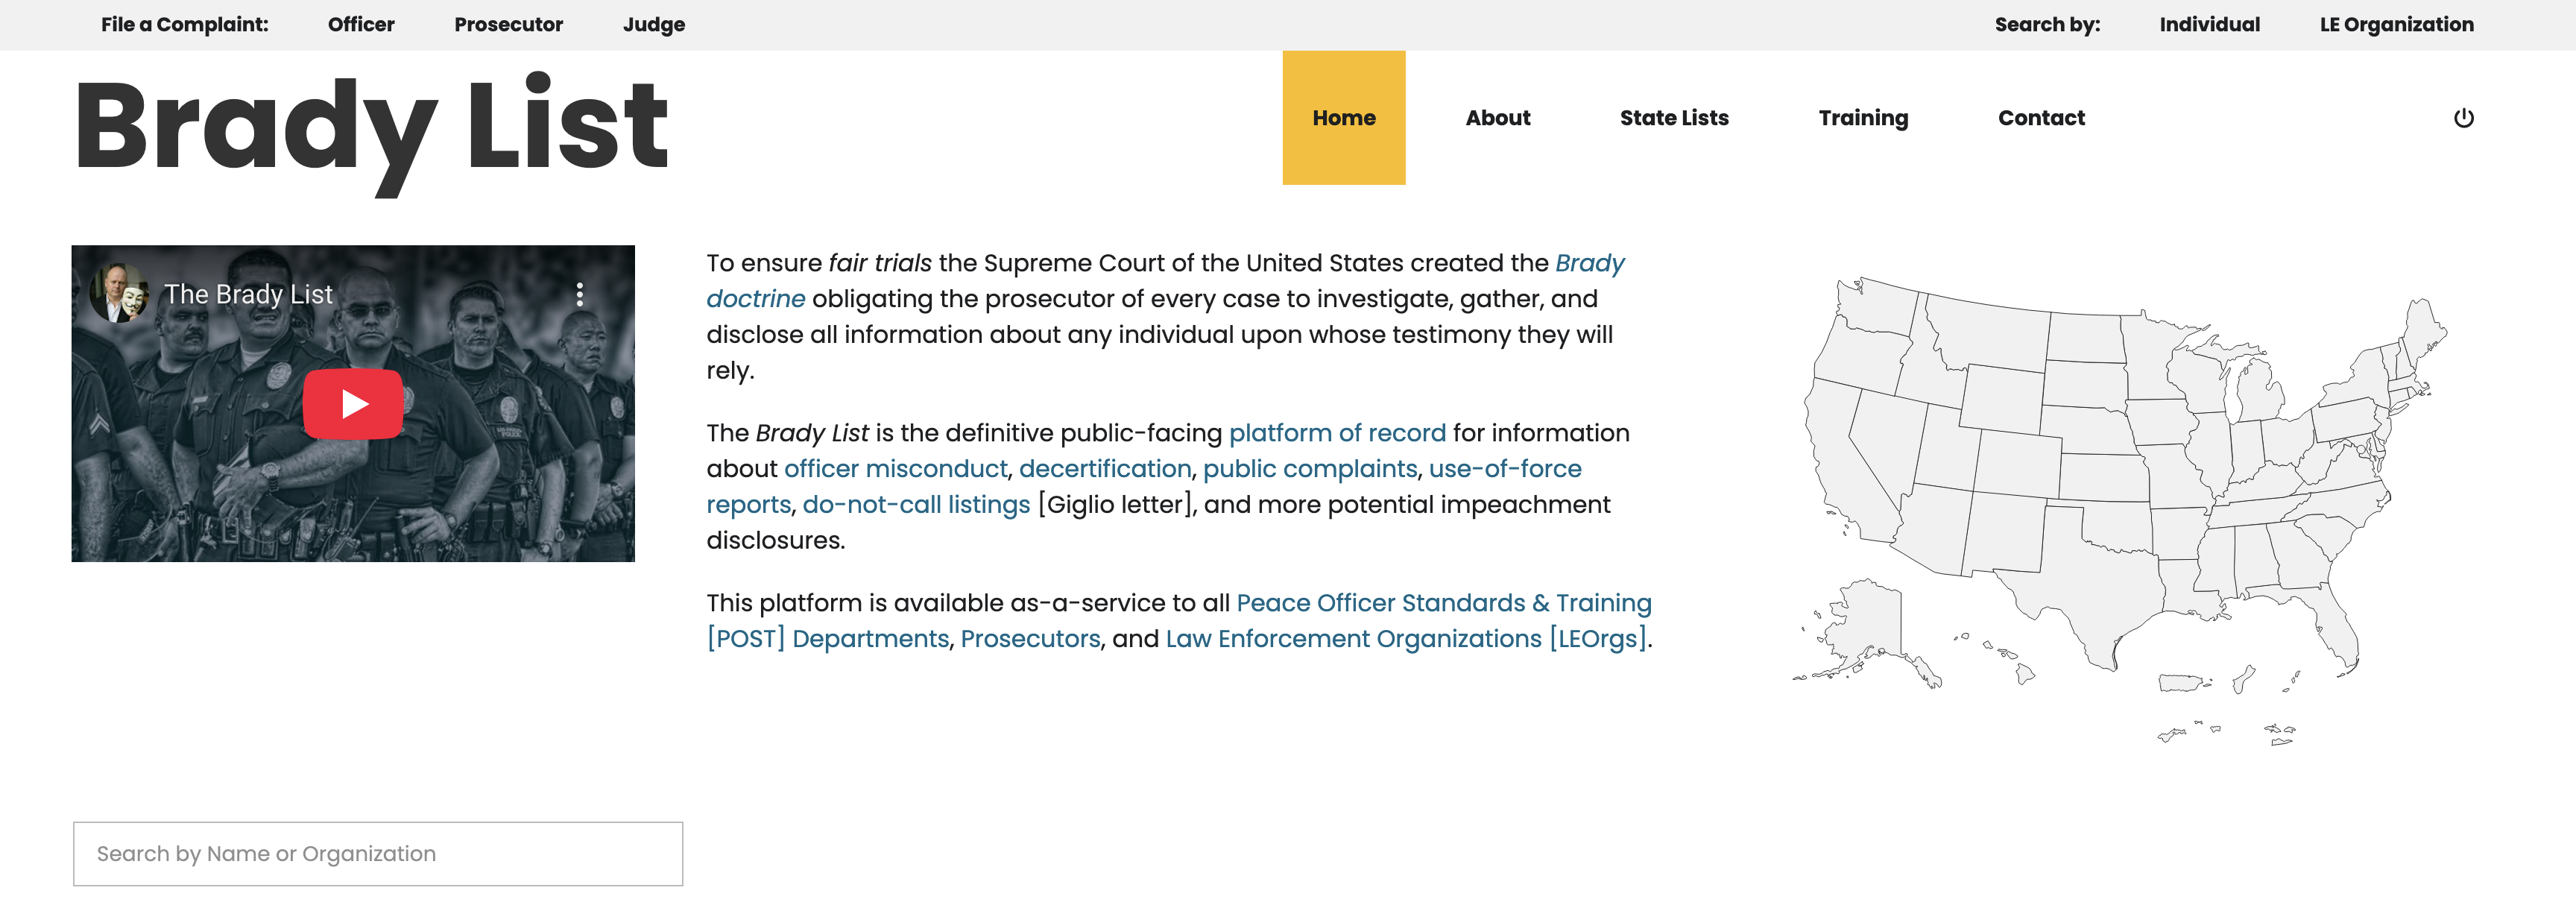 File a Complaint: Officer Prosecutor Judge Search by: Individual LE Organization
Brady List
Home About State Lists Training Contact
The Brady List
To ensure fair trials the Supreme Court of the United States created the Brady
doctrine obligating the prosecutor of every case to investigate, gather, and
disclose all information about any individual upon whose testimony they will
rely.
The Brady List is the definitive public-facing platform of record for information
about officer misconduct, decertification, public complaints, use-of-force
reports, do-not-call listings [Giglio letter], and more potential impeachment
disclosures.
This platform is available as-a-service to all Peace Officer Standards & Training
[POST] Departments, Prosecutors, and Law Enforcement Organizations [LEOrgs].
Search by Name or Organization